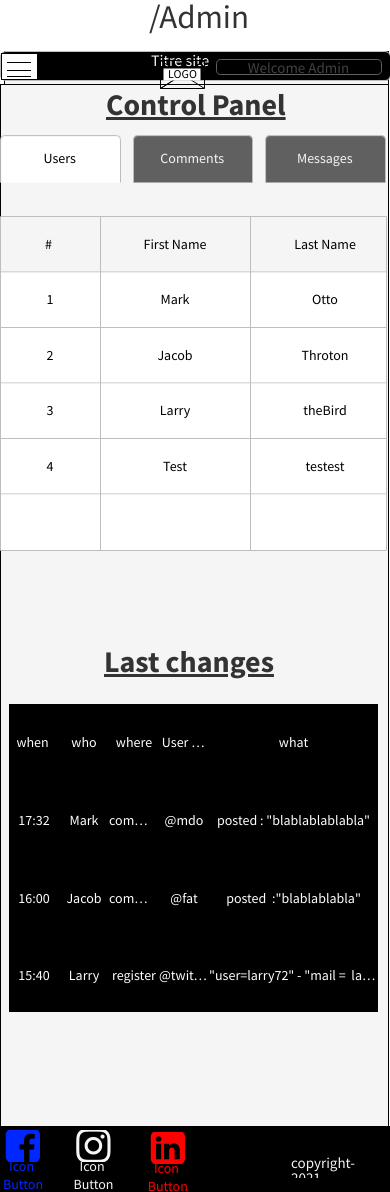 /Admin
Titre site
LOGO
Welcome Admin
Control Panel
Users Comments Messages
# First Name Last Name
1 Mark Otto
2 Jacob Throton
3 Larry theBird
4 Test testest
Last changes
when who where User … what
17:32 Mark com… @mdo posted : "blablablablabla"
16:00 Jacob com… @fat posted :"blablablabla"
15:40 Larry register @twit… "user=larry72" - "mail = la…
Icon Icon Icon
Button Button Button
copyright-
2021